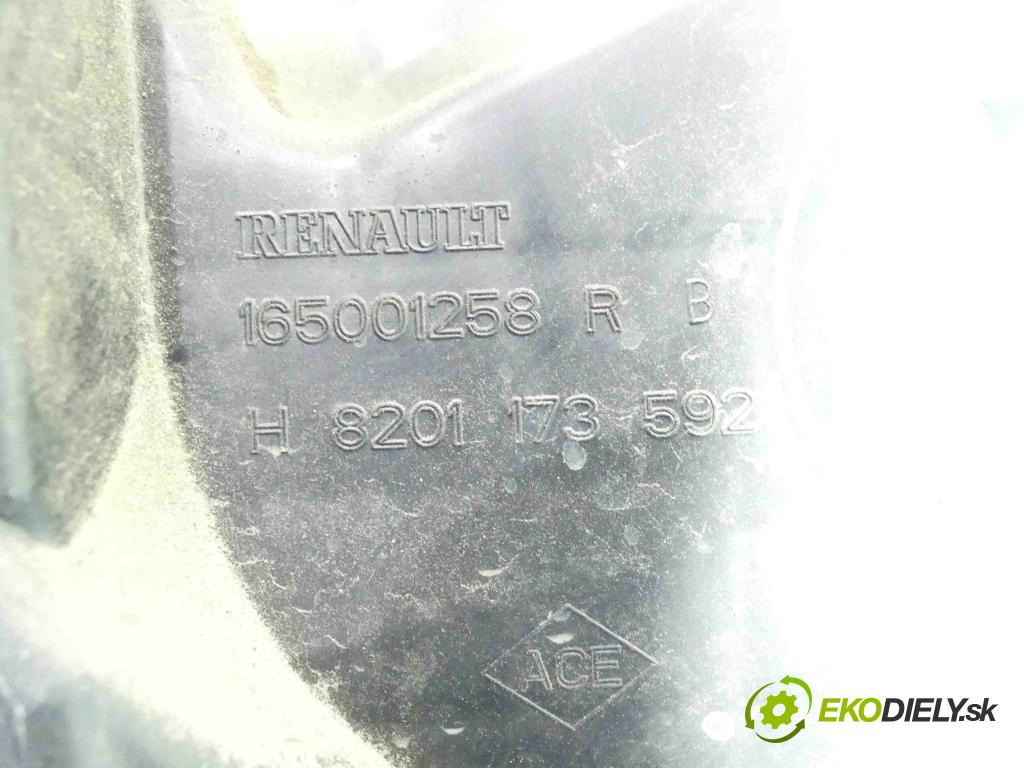 RENAULT
165001258 R B
H 8201 173 592
ACE
EKODIELY.sk